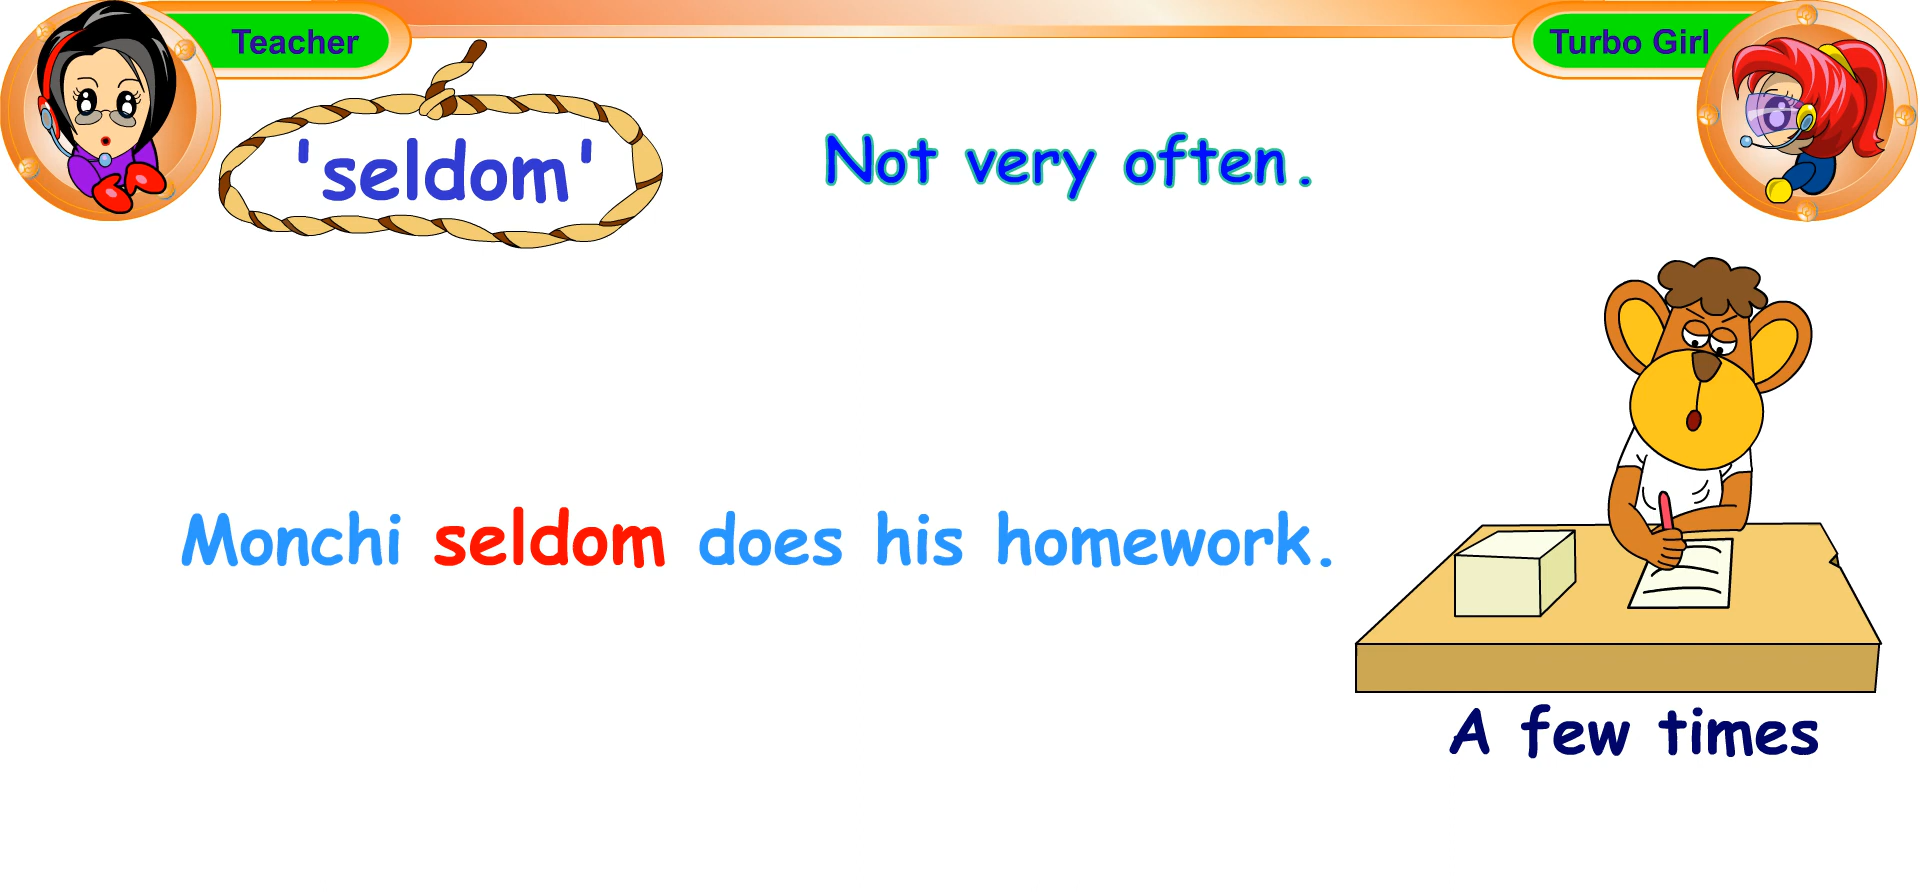 Teacher
Turbo Girl
'seldom'
Not very often.
Monchi seldom does his homework.
A few times